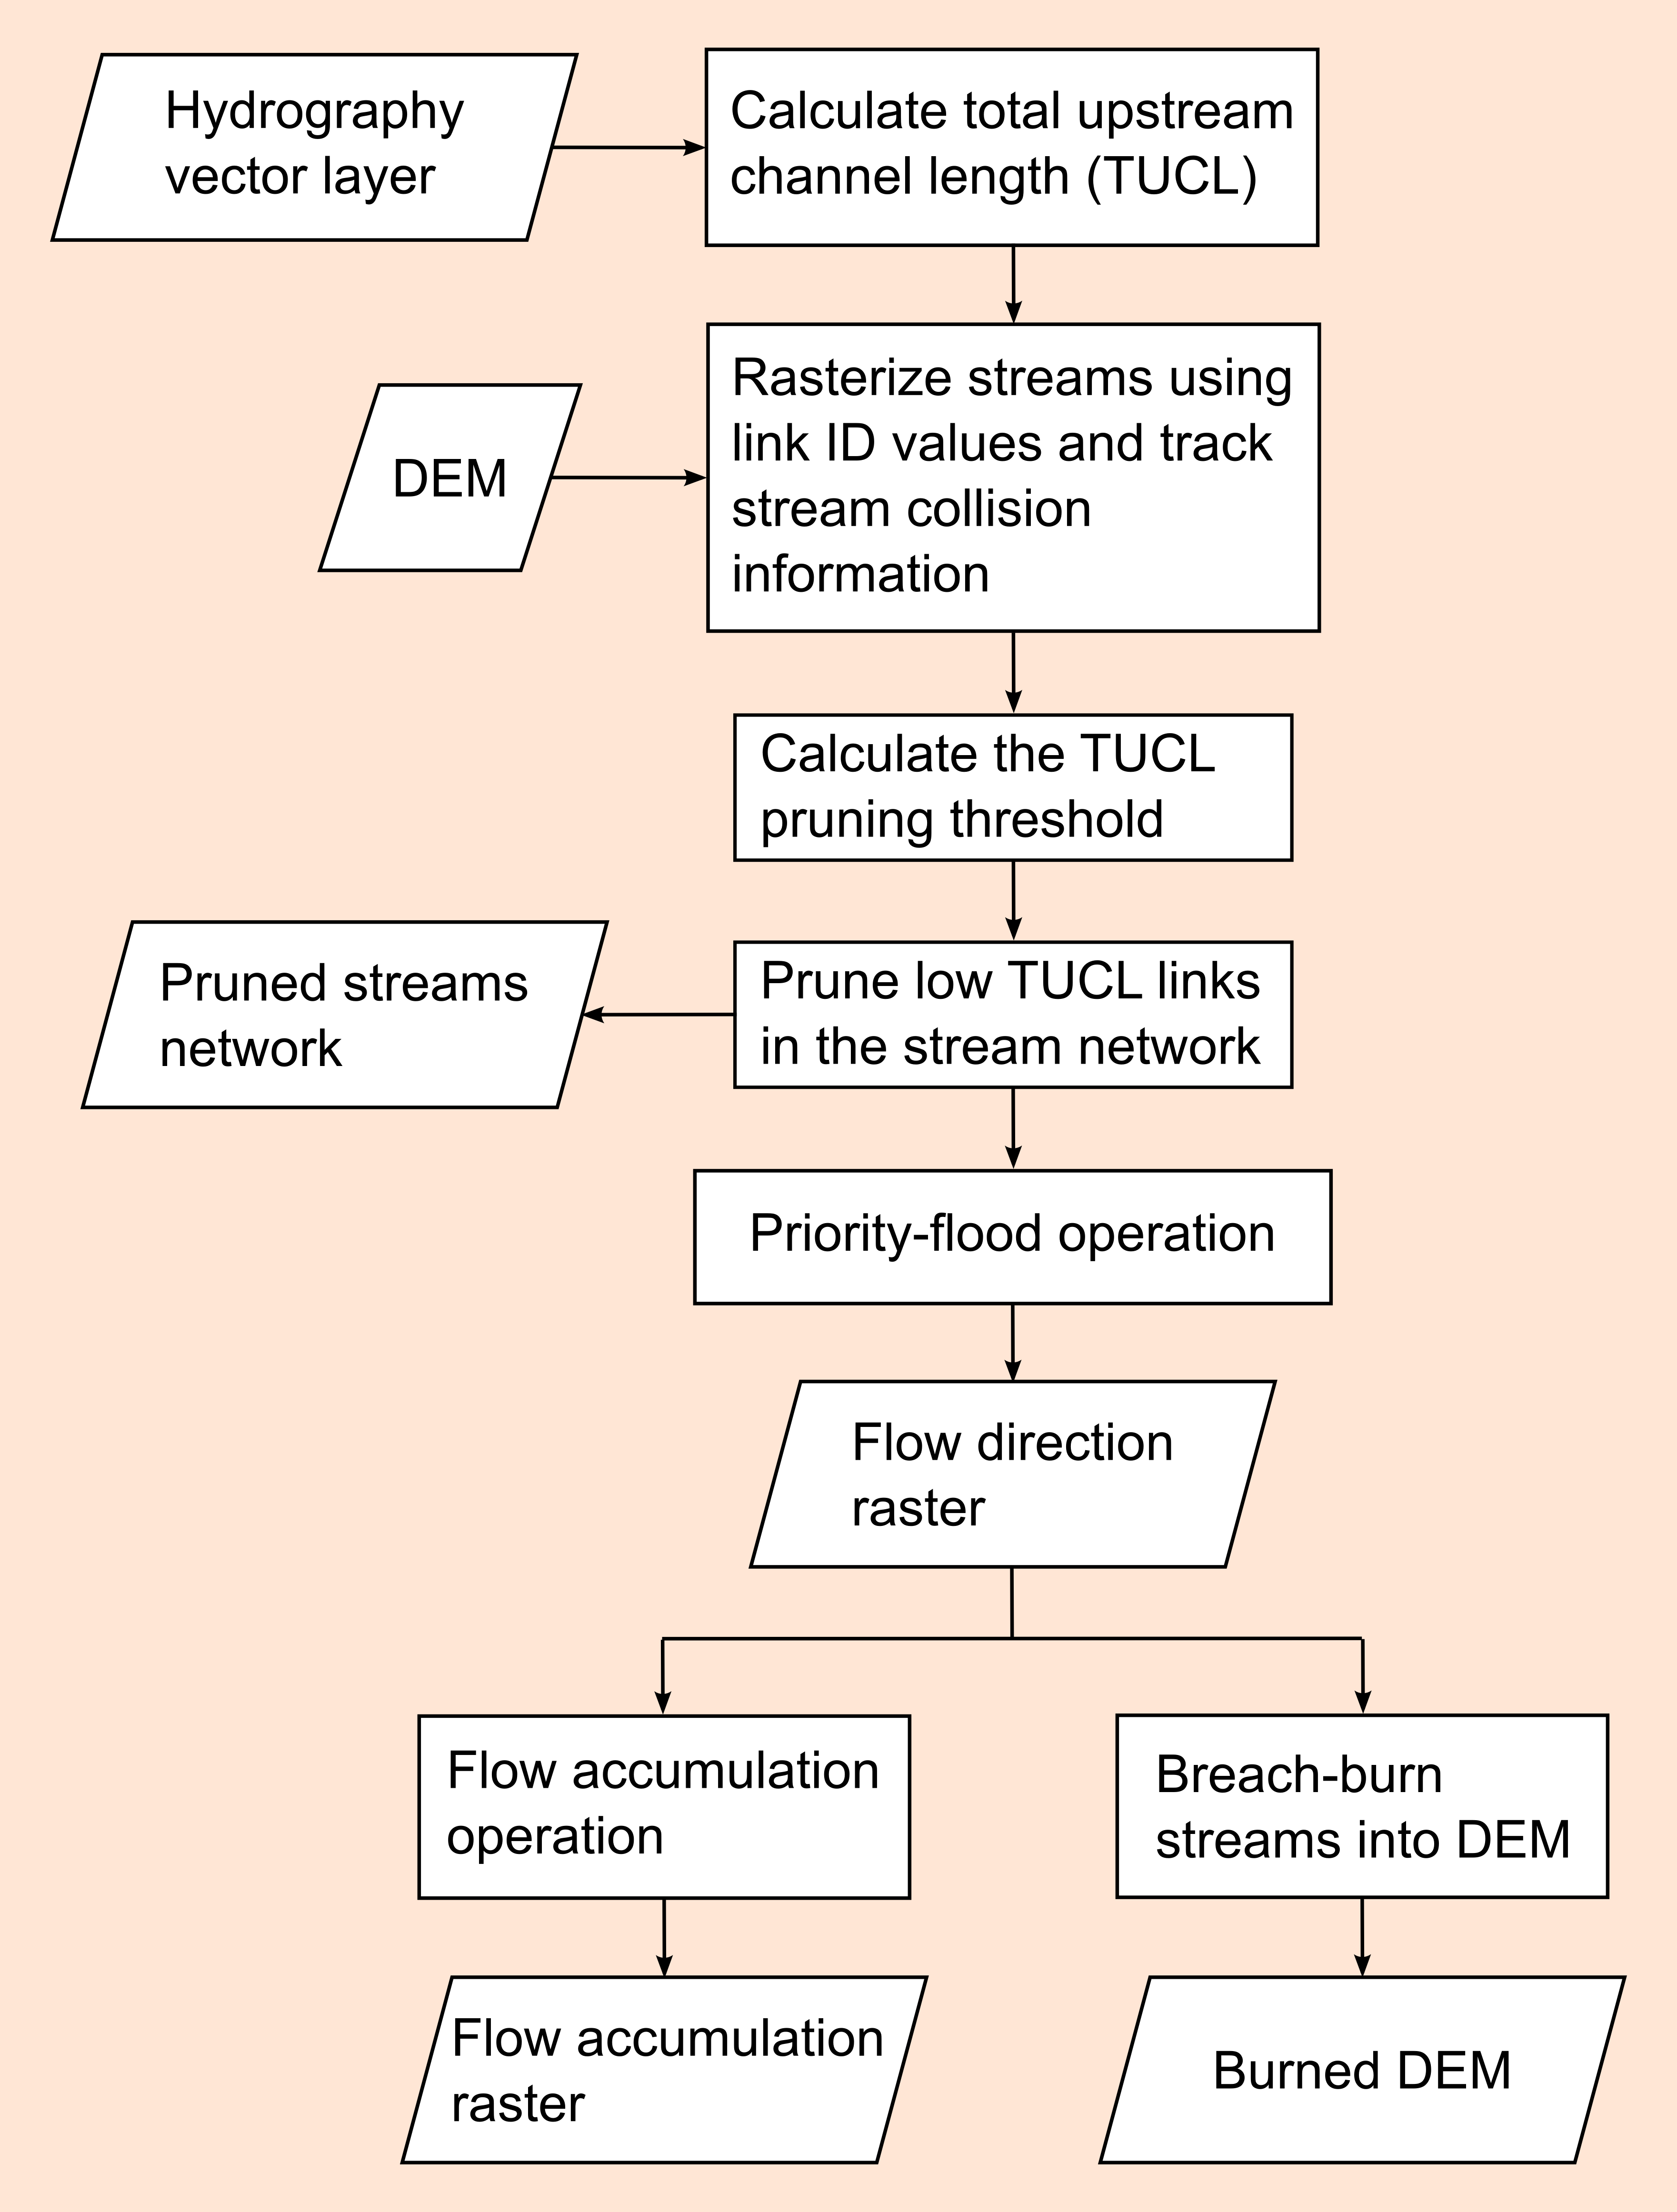 Hydrography
vector layer
Calculate total upstream
channel length (TUCL)
DEM
Rasterize streams using
link ID values and track
stream collision
information
Calculate the TUCL
pruning threshold
Pruned streams
network
Prune low TUCL links
in the stream network
Priority-flood operation
Flow direction
raster
Flow accumulation
operation
Breach-burn
streams into DEM
Flow accumulation
raster
Burned DEM